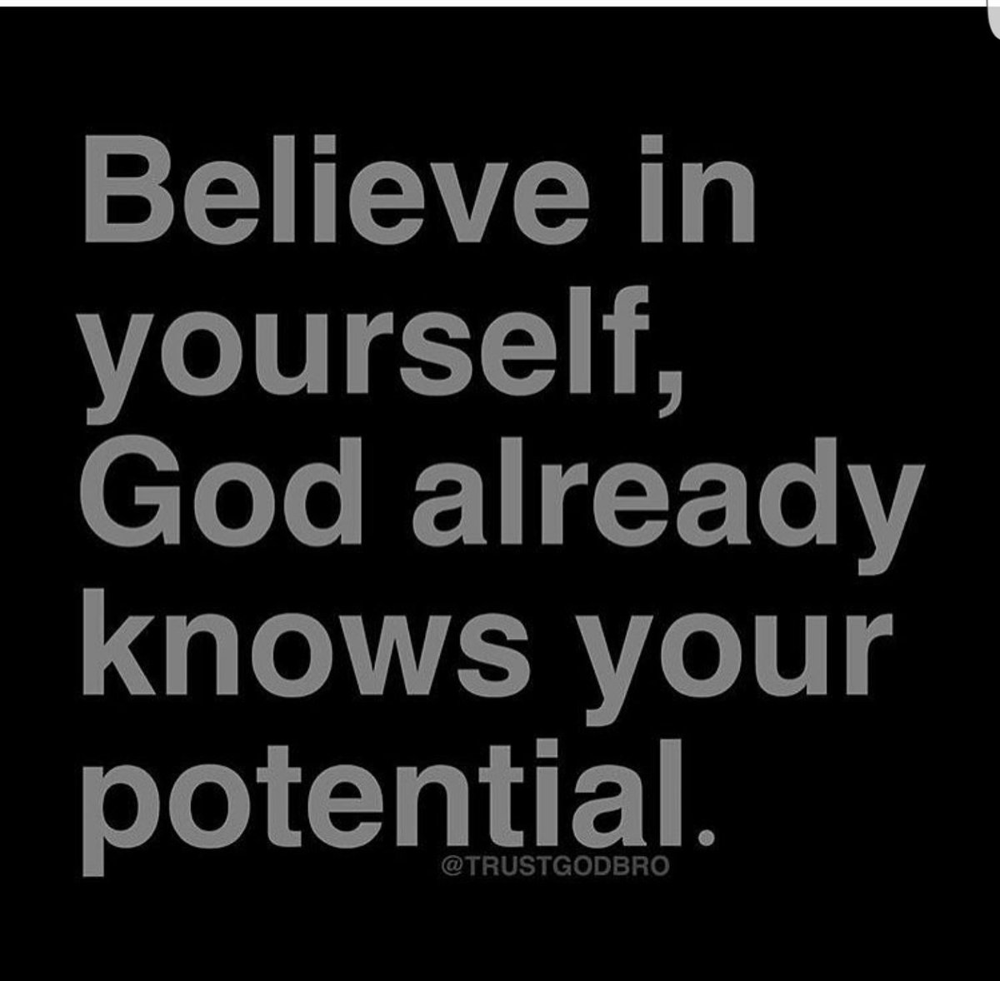 Believe in
yourself,
God already
knows your
potential.
@TRUSTGODBRO